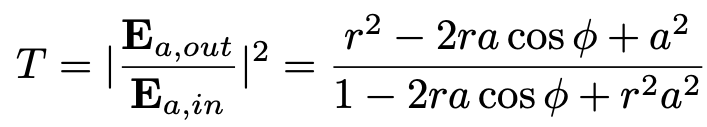 T = |\frac{\mathbf{E}_{a,out}}{\mathbf{E}_{a,in}}|^2 = \frac{r^2 - 2ra\cos\phi + a^2}{1 - 2ra\cos\phi + r^2a^2}